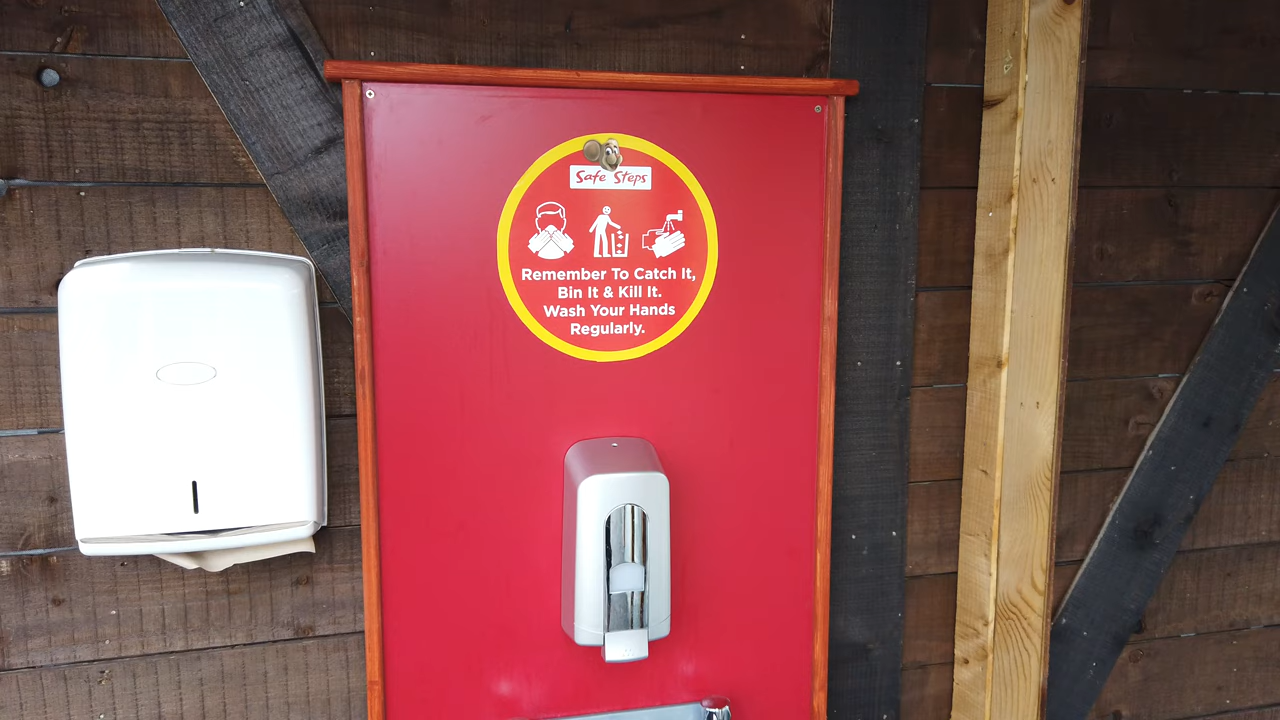 Safe Steps
Remember To Catch It,
Bin It & Kill It.
Wash Your Hands
Regularly.